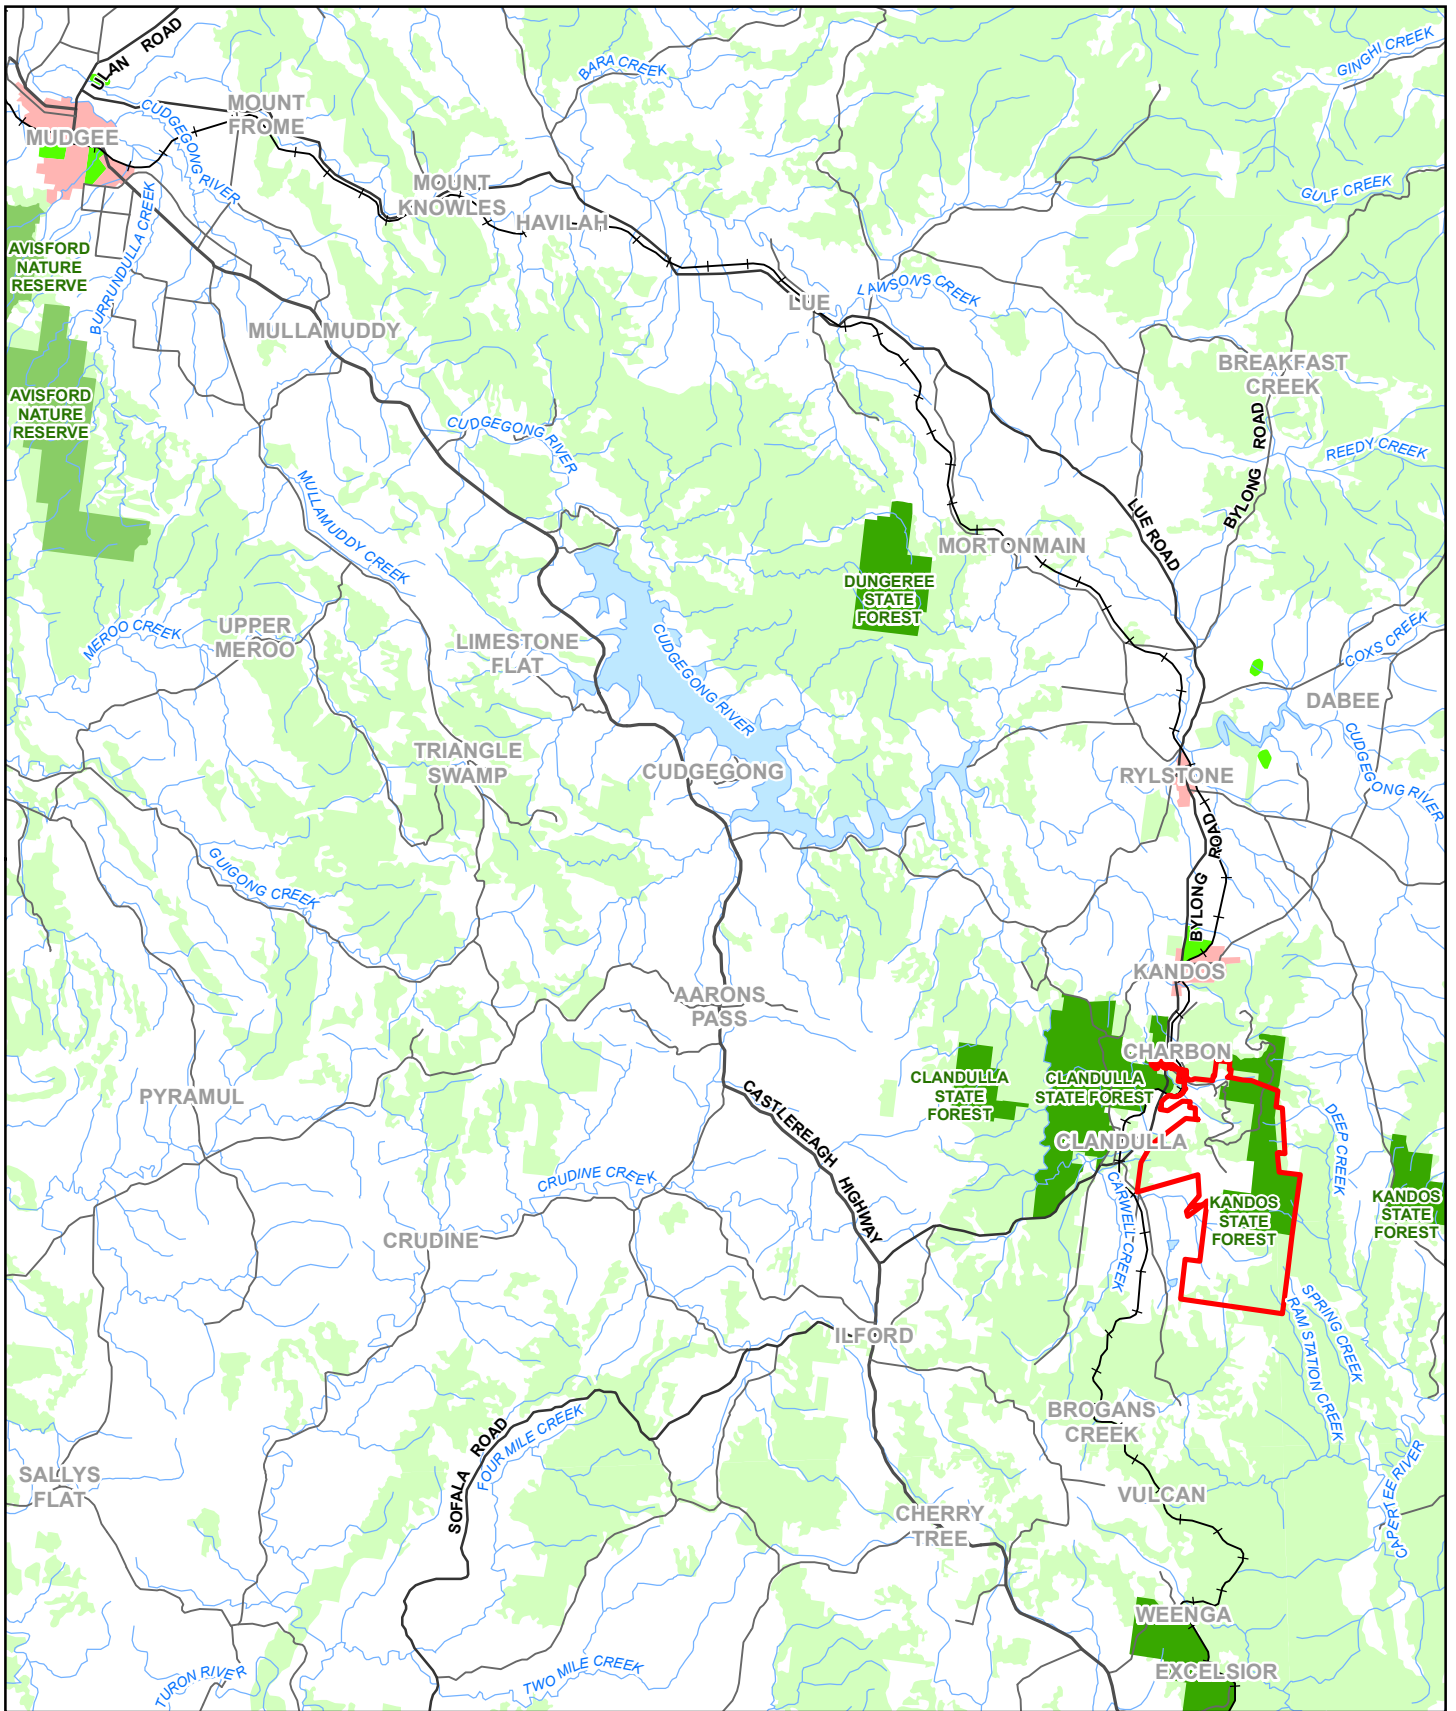 ULAN ROAD
BARA CREEK
GINGHI CREEK
MOUNT
FROME
CUDGEGONG RIVER
MUDGEE
MOUNT
KNOWLES
GULF CREEK
HAVILAH
BURRUNDULLA CREEK
AVISFORD
NATURE
RESERVE
LAWSONS CREEK
LUE
MULLAMUDDY
BREAKFAST
CREEK
AVISFORD
NATURE
RESERVE
CUDGEGONG RIVER
BYLONG ROAD
REEDY CREEK
MULLAMUDDY CREEK
LUE ROAD
MORTONMAIN
DUNGEREE
STATE
FOREST
MEROO CREEK
UPPER
MEROO
LIMESTONE
FLAT
CUDGEGONG RIVER
COXS CREEK
DABEE
TRIANGLE
SWAMP
CUDGEGONG
RYLSTONE
CUDGEGONG RIVER
GUIGONG CREEK
BYLONG ROAD
KANDOS
AARONS
PASS
CHARBON
PYRAMUL
CLANDULLA
STATE
FOREST
CLANDULLA
STATE FOREST
CASTLEREAGH HIGHWAY
DEEP CREEK
CLANDULLA
CRUDINE CREEK
CARWELL CREEK
KANDOS
STATE
FOREST
KANDOS
STATE
FOREST
CRUDINE
SPRING CREEK
RAM STATION CREEK
ILFORD
BROGANS
CREEK
SOFALA ROAD
FOUR MILE CREEK
SALLYS
FLAT
VULCAN
CAPERTEE RIVER
CHERRY
TREE
WEENGA
EXCELSIOR
TURON RIVER
TWO MILE CREEK